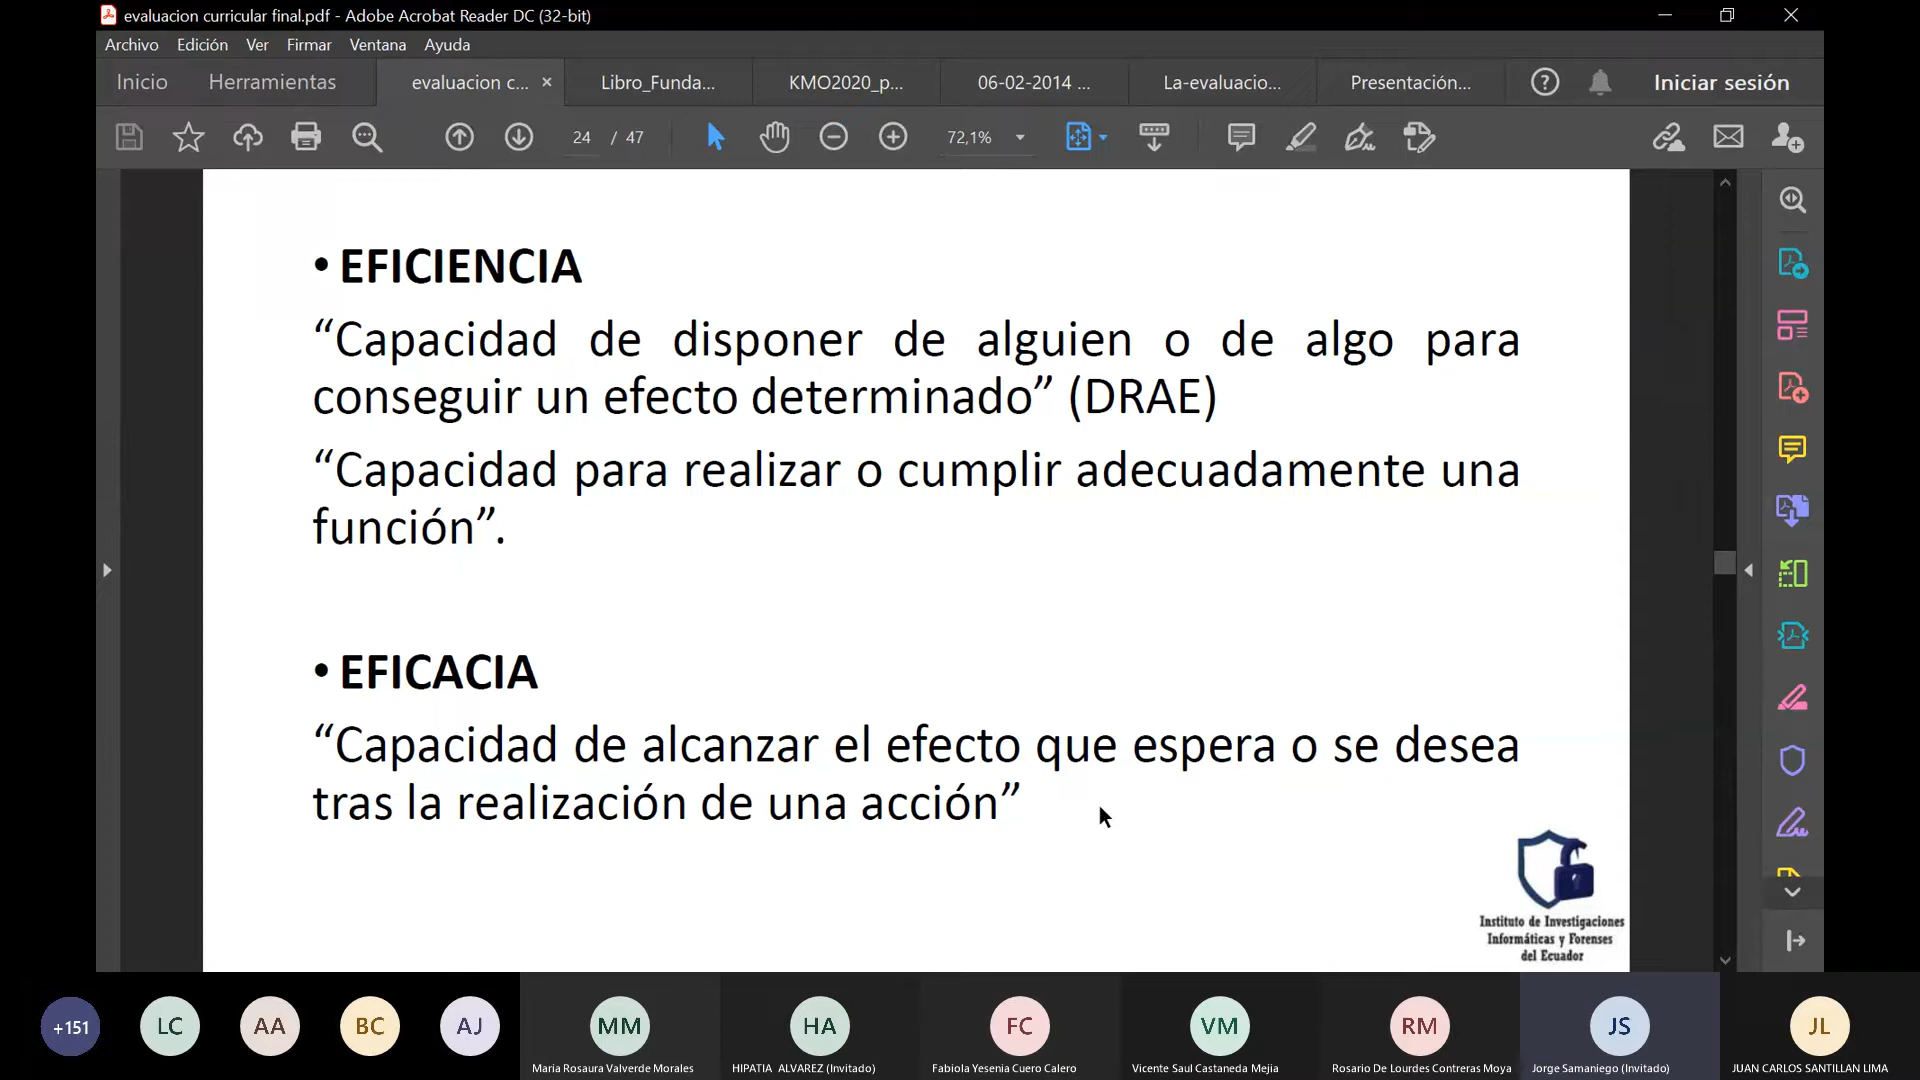 evaluacion curricular final.pdf - Adobe Acrobat Reader DC (32-bit)
Archivo Edición Ver Firmar Ventana Ayuda
Inicio Herramientas evaluacion c... × Libro_Funda... KMO2020_p... 06-02-2014 ... La-evaluacio... Presentación... Iniciar sesión
24 / 47 72,1%
• EFICIENCIA
“Capacidad de disponer de alguien o de algo para
conseguir un efecto determinado” (DRAE)
“Capacidad para realizar o cumplir adecuadamente una
función”.
• EFICACIA
“Capacidad de alcanzar el efecto que espera o se desea
tras la realización de una acción”
Instituto de Investigaciones
Informáticas y Forenses
del Ecuador
+151 LC AA BC AJ MM HA FC VM RM JS JL
Maria Rosaura Valverde Morales HIPATIA ALVAREZ (Invitado) Fabiola Yesenia Cuero Calero Vicente Saul Castaneda Mejia Rosario De Lourdes Contreras Moya Jorge Samaniego (Invitado) JUAN CARLOS SANTILLAN LIMA